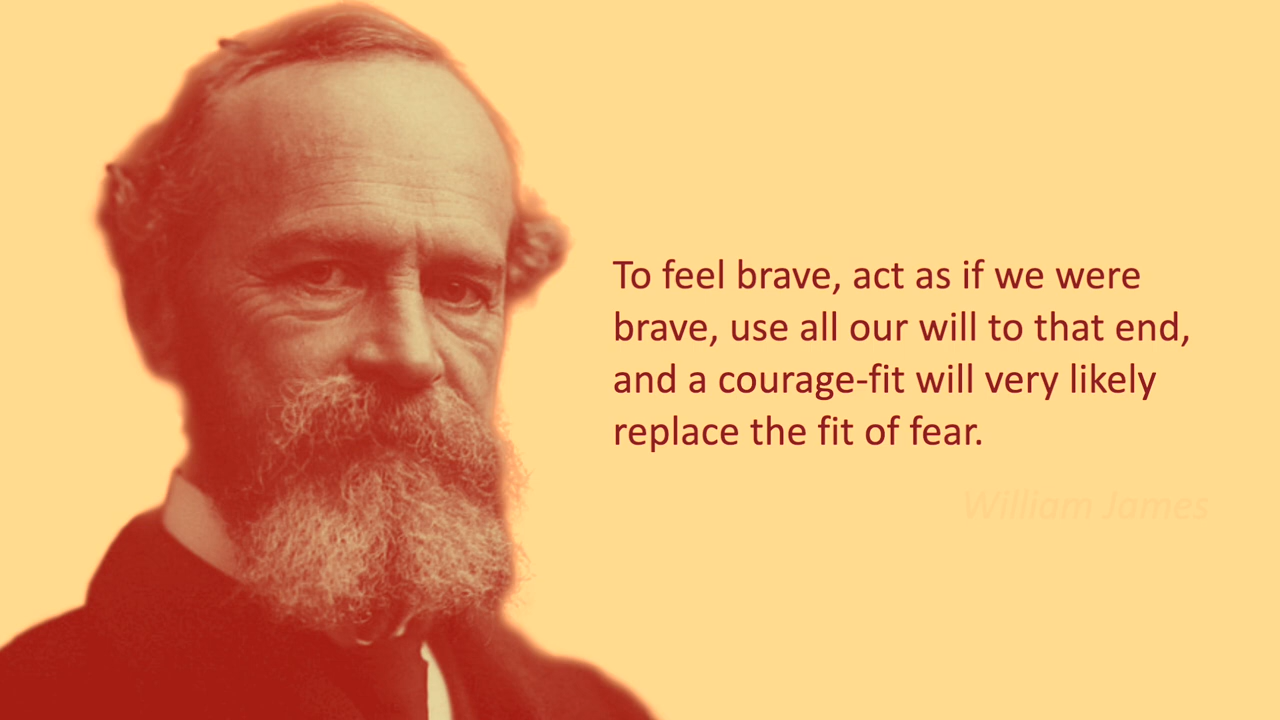 To feel brave, act as if we were
brave, use all our will to that end,
and a courage-fit will very likely
replace the fit of fear.
William James